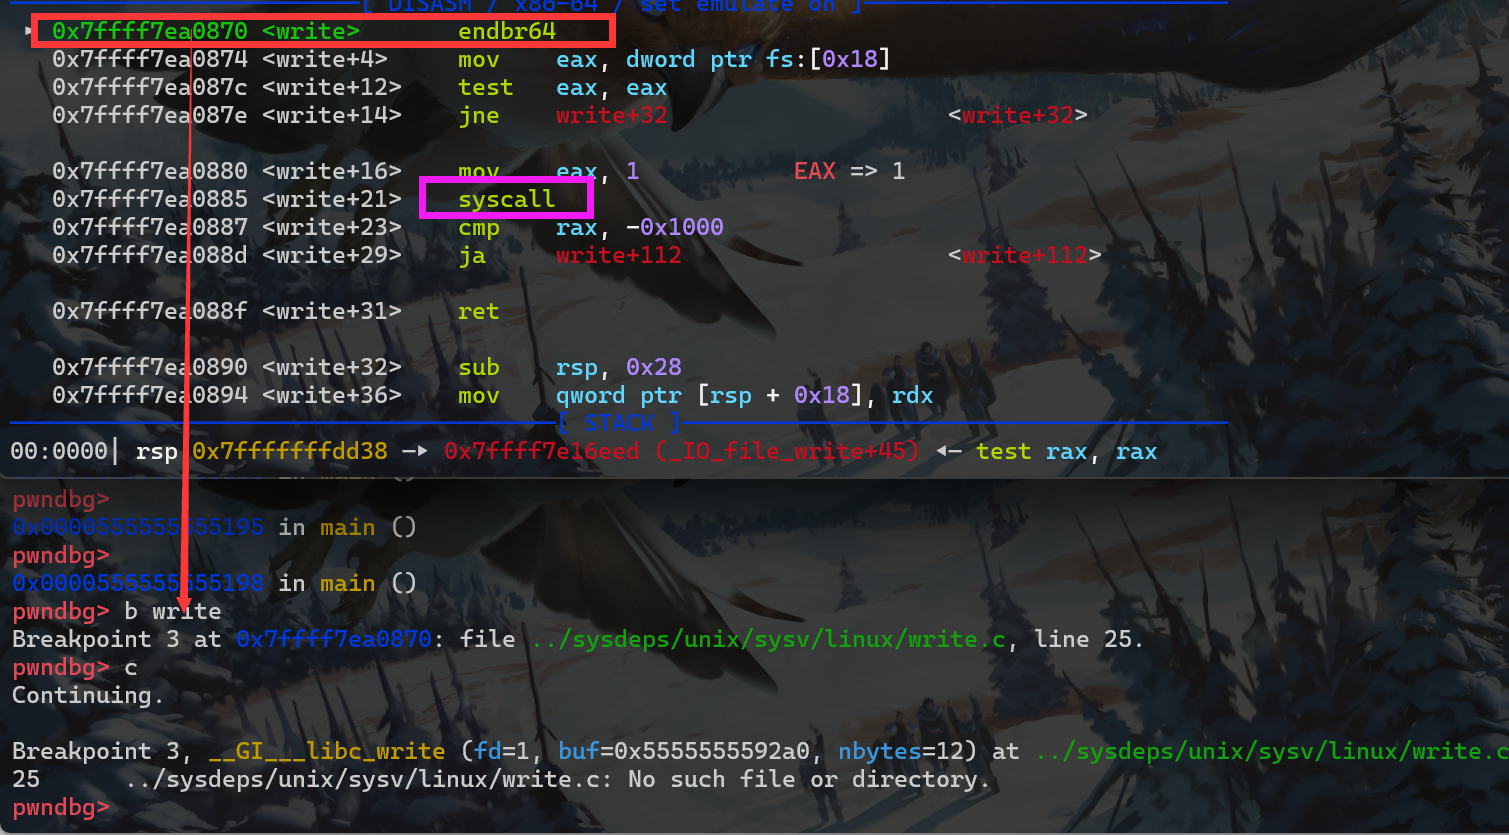 [ DISASM / x86-64 / set emulate on ]
► 0x7ffff7ea0870 <write> endbr64
0x7ffff7ea0874 <write+4> mov eax, dword ptr fs:[0x18]
0x7ffff7ea087c <write+12> test eax, eax
0x7ffff7ea087e <write+14> jne write+32 <write+32>
0x7ffff7ea0880 <write+16> mov eax, 1 EAX => 1
0x7ffff7ea0885 <write+21> syscall
0x7ffff7ea0887 <write+23> cmp rax, -0x1000
0x7ffff7ea088d <write+29> ja write+112 <write+112>
0x7ffff7ea088f <write+31> ret
0x7ffff7ea0890 <write+32> sub rsp, 0x28
0x7ffff7ea0894 <write+36> mov qword ptr [rsp + 0x18], rdx
[ STACK ]
00:0000│ rsp 0x7fffffffdd38 —▸ 0x7ffff7e16eed (_IO_file_write+45) ◂— test rax, rax
in main ()
pwndbg>
0x0000555555555195 in main ()
pwndbg>
0x0000555555555198 in main ()
pwndbg> b write
Breakpoint 3 at 0x7ffff7ea0870: file ../sysdeps/unix/sysv/linux/write.c, line 25.
pwndbg> c
Continuing.
Breakpoint 3, __GI___libc_write (fd=1, buf=0x5555555592a0, nbytes=12) at ../sysdeps/unix/sysv/linux/write.c
25 ../sysdeps/unix/sysv/linux/write.c: No such file or directory.
pwndbg>